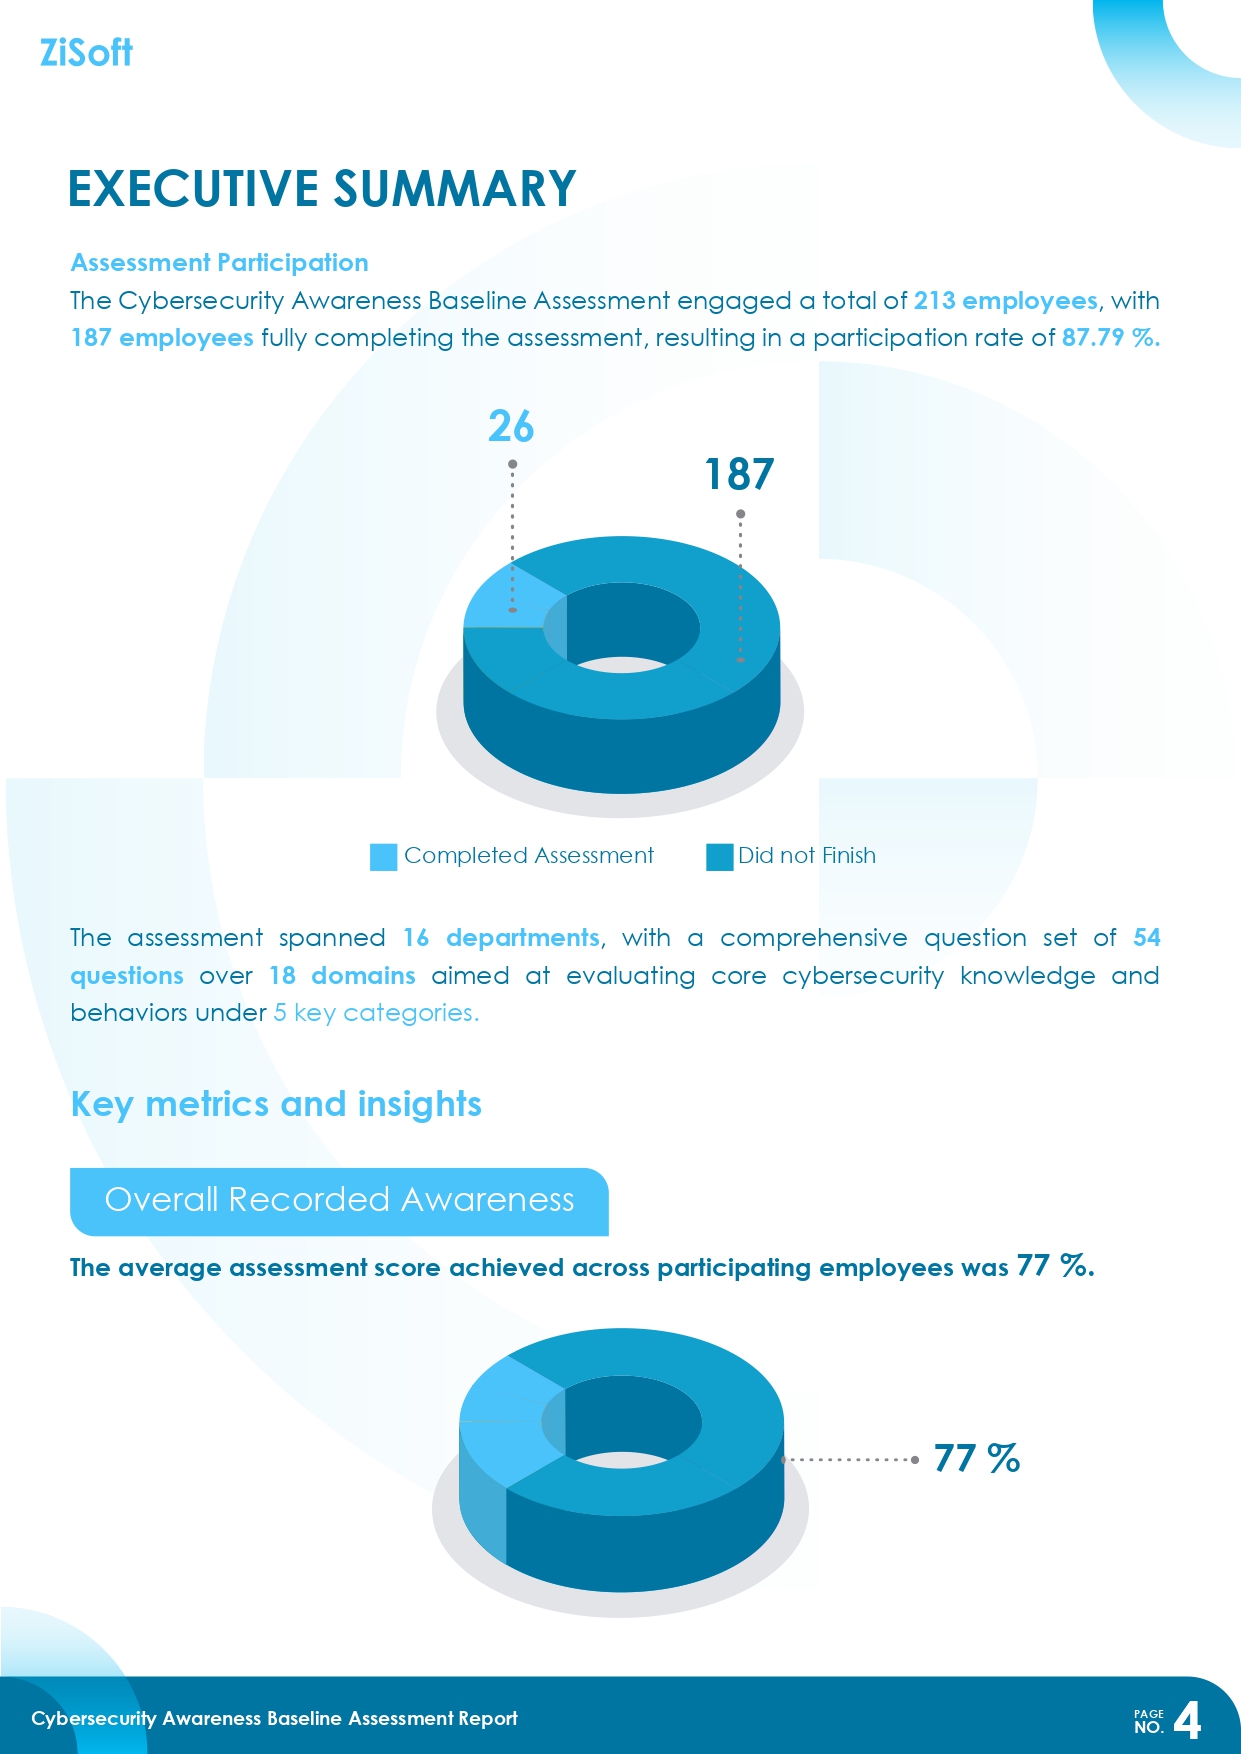 ZiSoft
EXECUTIVE SUMMARY
Assessment Participation
The Cybersecurity Awareness Baseline Assessment engaged a total of 213 employees, with
187 employees fully completing the assessment, resulting in a participation rate of 87.79 %.
26
187
Completed Assessment
Did not Finish
The assessment spanned 16 departments, with a comprehensive question set of 54
questions over 18 domains aimed at evaluating core cybersecurity knowledge and
behaviors under 5 key categories.
Key metrics and insights
Overall Recorded Awareness
The average assessment score achieved across participating employees was 77 %.
77 %
Cybersecurity Awareness Baseline Assessment Report
PAGE
NO. 4